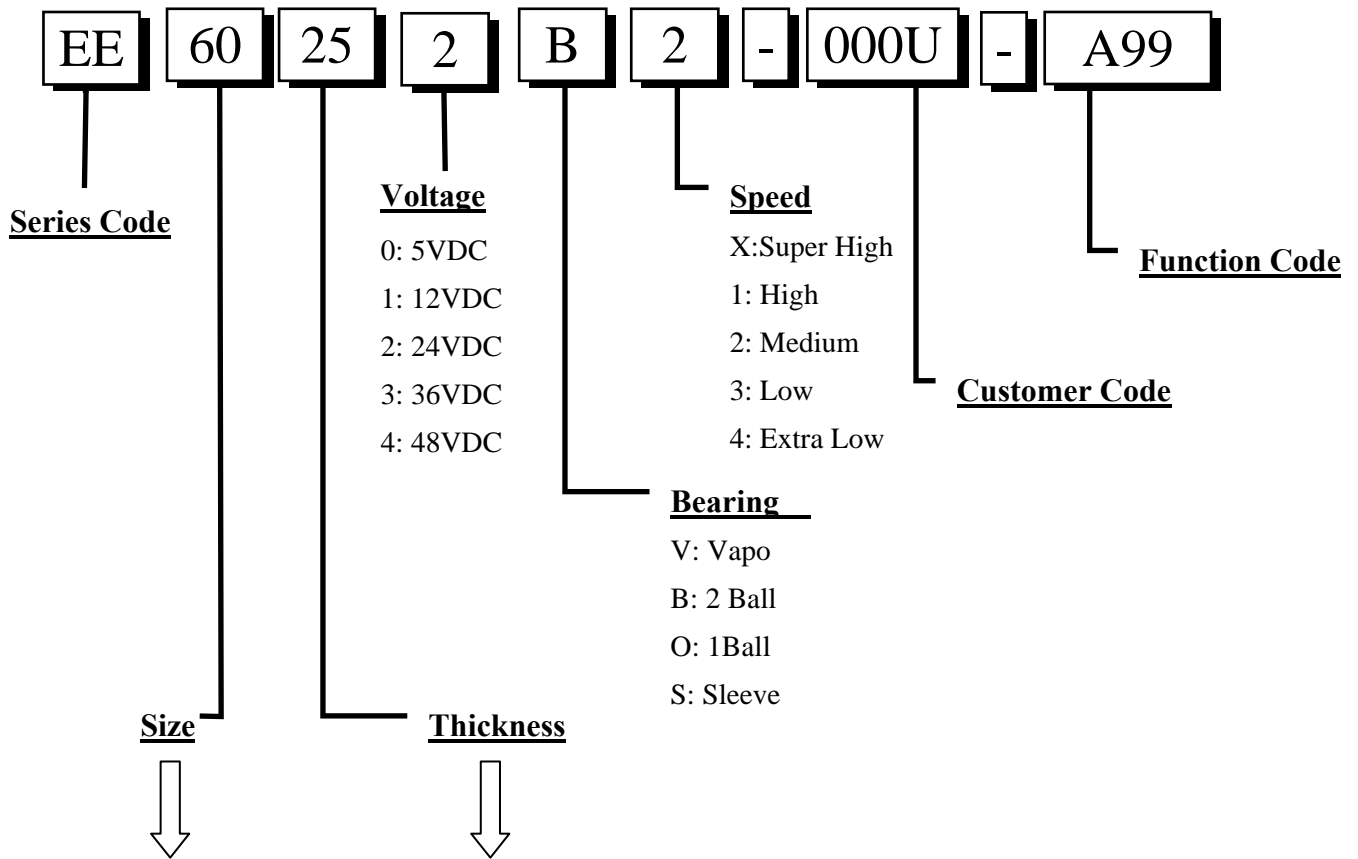 EE 60 25 2 B 2 - 000U - A99
Series Code
Voltage
0: 5VDC
1: 12VDC
2: 24VDC
3: 36VDC
4: 48VDC
Speed
X:Super High
1: High
2: Medium
3: Low
4: Extra Low
Function Code
Customer Code
Bearing
V: Vapo
B: 2 Ball
O: 1Ball
S: Sleeve
Size
Thickness